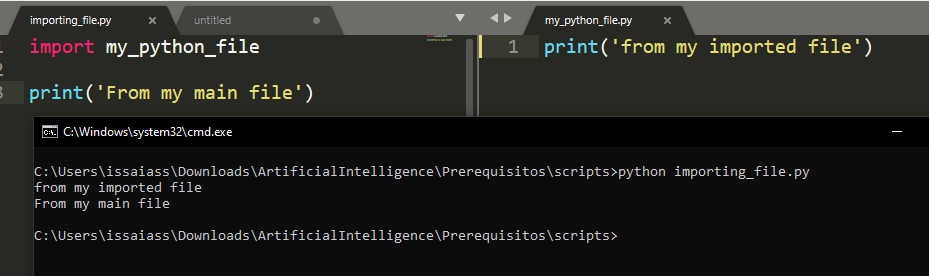 importing_file.py
untitled
my_python_file.py
1 import my_python_file
2
3 print('From my main file')
1 print('from my imported file')
C:\Windows\system32\cmd.exe
C:\Users\issaiass\Downloads\ArtificialIntelligence\Prerequisitos\scripts>python importing_file.py
from my imported file
From my main file
C:\Users\issaiass\Downloads\ArtificialIntelligence\Prerequisitos\scripts>